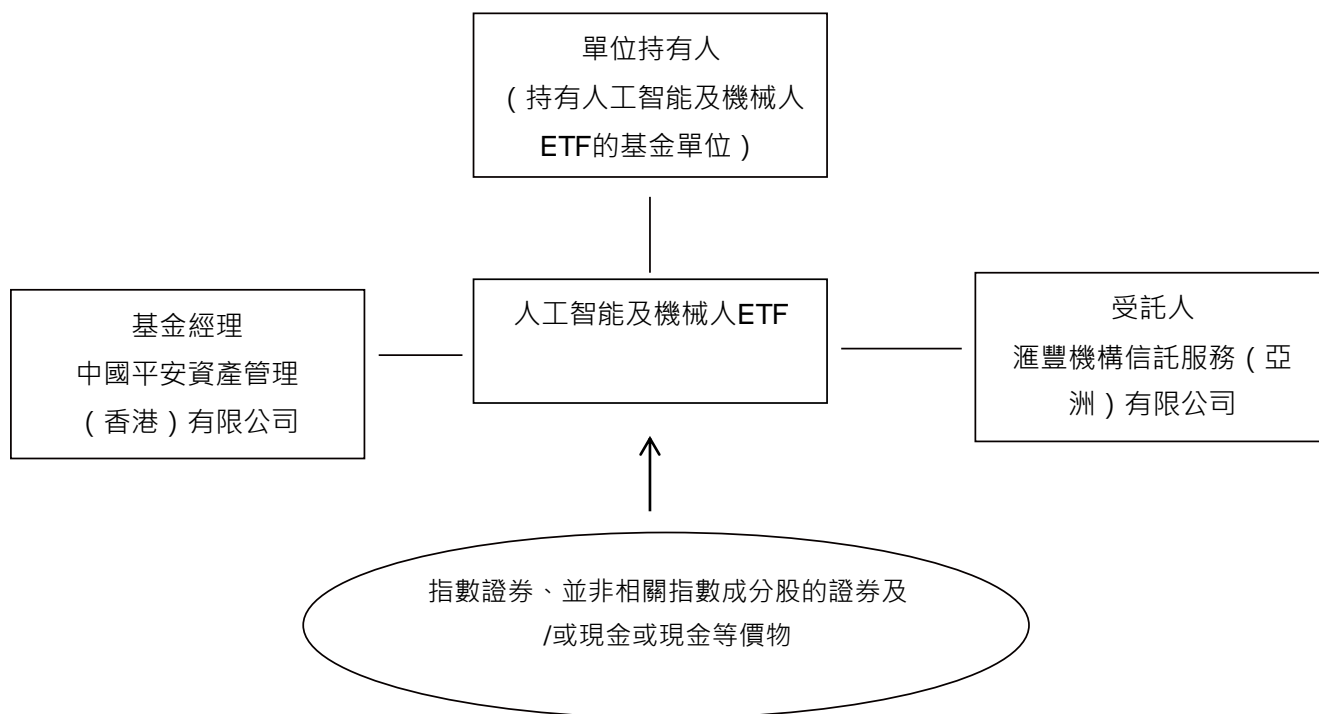 單位持有人
（持有人工智能及機械人
ETF的基金單位）
基金經理
中國平安資產管理
（香港）有限公司
人工智能及機械人ETF
受託人
滙豐機構信託服務（亞
洲）有限公司
指數證券、並非相關指數成分股的證券及
/或現金或現金等價物